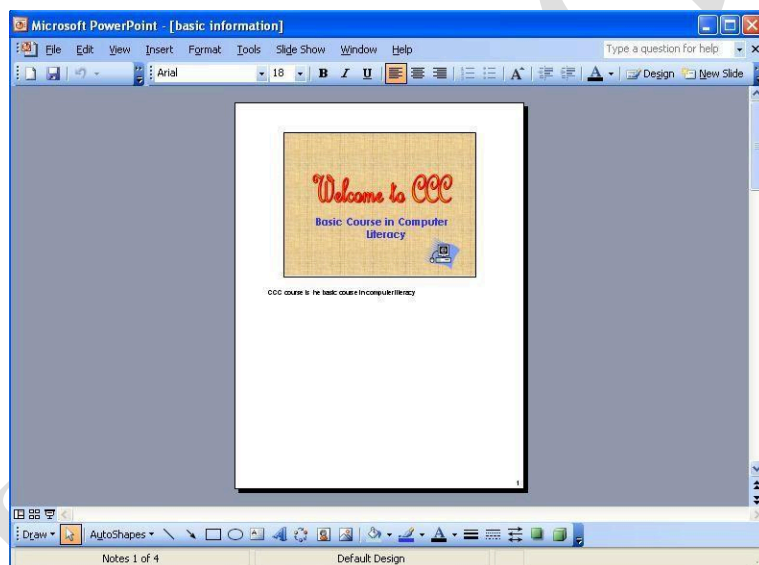 Microsoft PowerPoint - [basic information]
File Edit View Insert Format Tools Slide Show Window Help Type a question for help
Arial 18 B I U A A Design New Slide
Welcome to CCC
Basic Course in Computer
Literacy
CCC course is he basic course in computer literacy
1
Draw AutoShapes A A
Notes 1 of 4 Default Design